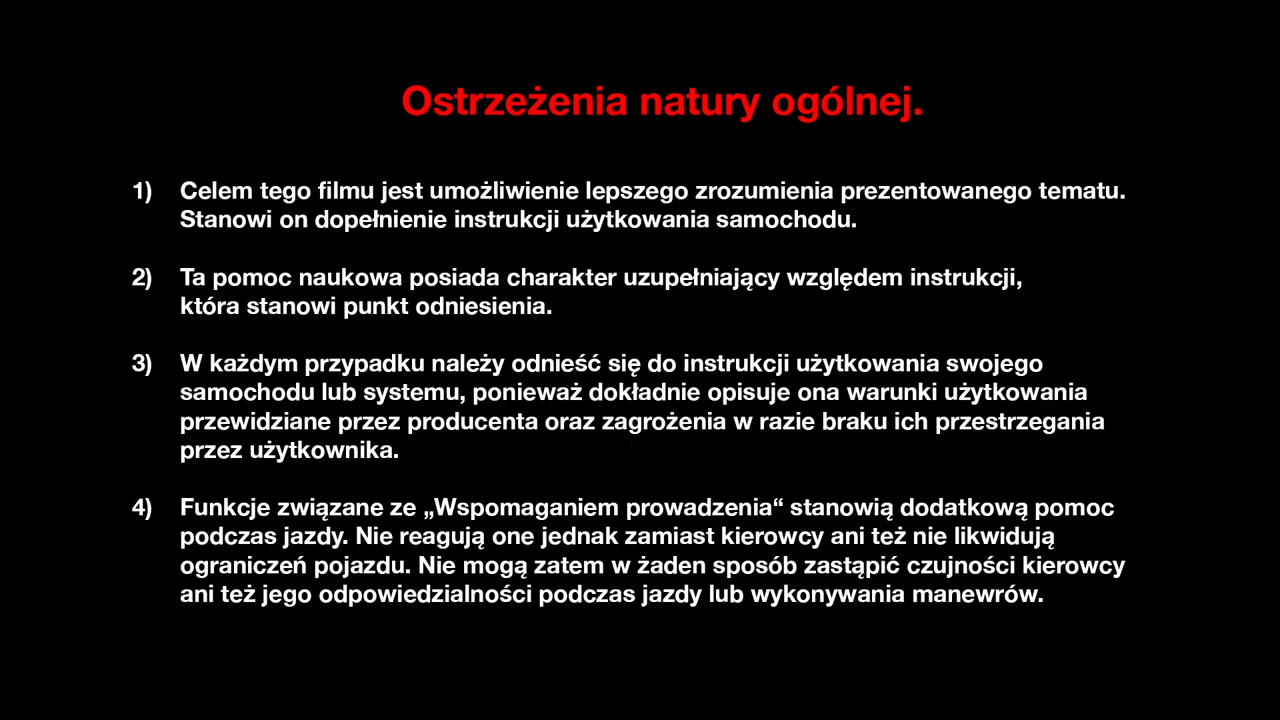 Ostrzeżenia natury ogólnej.
1) Celem tego filmu jest umożliwienie lepszego zrozumienia prezentowanego tematu.
Stanowi on dopełnienie instrukcji użytkowania samochodu.
2) Ta pomoc naukowa posiada charakter uzupełniający względem instrukcji,
która stanowi punkt odniesienia.
3) W każdym przypadku należy odnieść się do instrukcji użytkowania swojego
samochodu lub systemu, ponieważ dokładnie opisuje ona warunki użytkowania
przewidziane przez producenta oraz zagrożenia w razie braku ich przestrzegania
przez użytkownika.
4) Funkcje związane ze „Wspomaganiem prowadzenia“ stanowią dodatkową pomoc
podczas jazdy. Nie reagują one jednak zamiast kierowcy ani też nie likwidują
ograniczeń pojazdu. Nie mogą zatem w żaden sposób zastąpić czujności kierowcy
ani też jego odpowiedzialności podczas jazdy lub wykonywania manewrów.